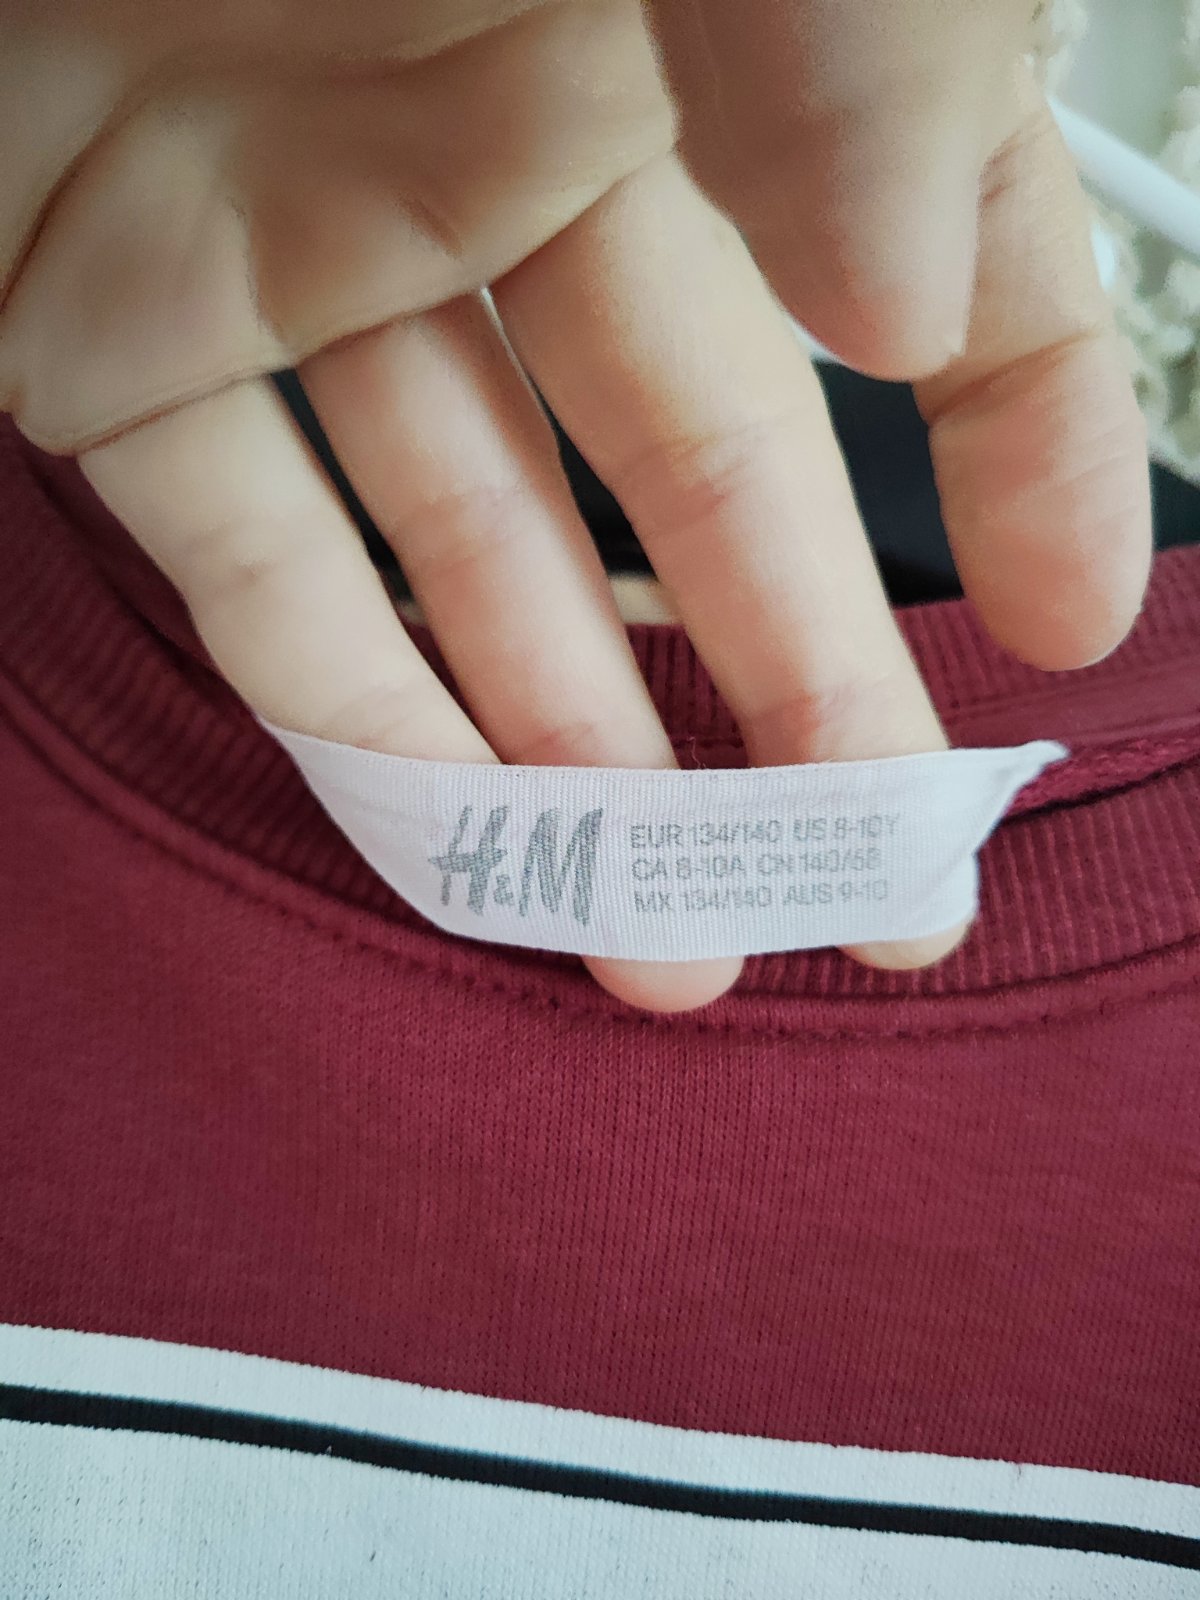 H&M
EUR 134/140 US 8-10Y
CA 8-10A CN 140/68
MX 134/140 AUS 9-10